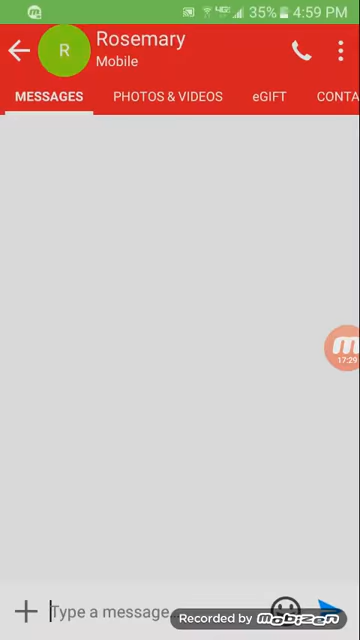 35% 4:59 PM
R
Rosemary
Mobile
MESSAGES PHOTOS & VIDEOS eGIFT CONTA
17:29
Type a message...
Recorded by mobizen